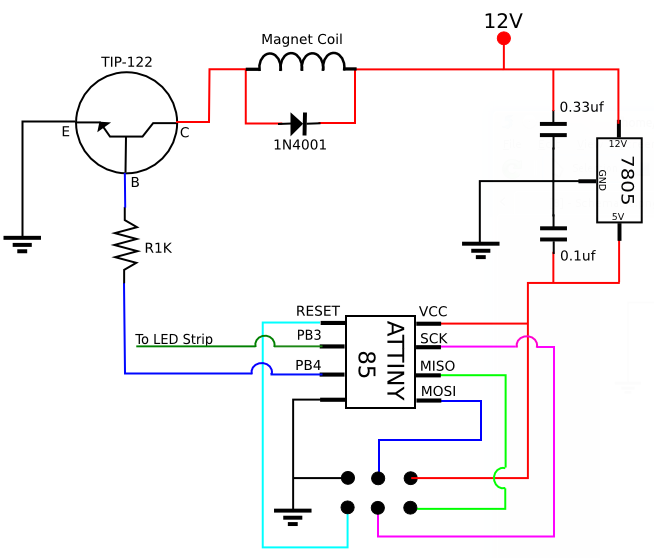 12V
Magnet Coil
TIP-122
0.33uf
E
C
1N4001
12V
GND
7805
B
5V
R1K
0.1uf
RESET
VCC
To LED Strip
PB3
SCK
ATTINY
85
PB4
MISO
MOSI